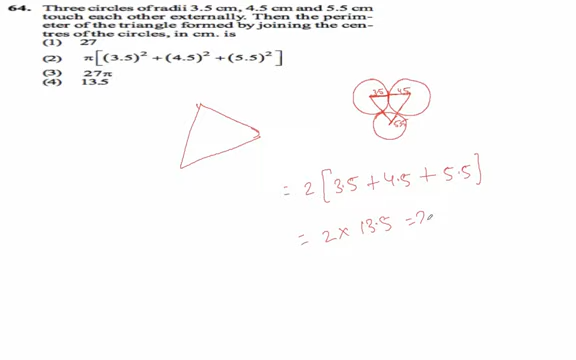 64. Three circles of radii 3.5 cm, 4.5 cm and 5.5 cm
touch each other externally. Then the perim-
eter of the triangle formed by joining the cen-
tres of the circles, in cm. is
(1) 27
(2) π[(3.5)² +(4.5)² +(5.5)²]
(3) 27π
(4) 13.5
3.5 4.5
5.5
= 2[3.5 + 4.5 + 5.5]
= 2 × 13.5 = 2